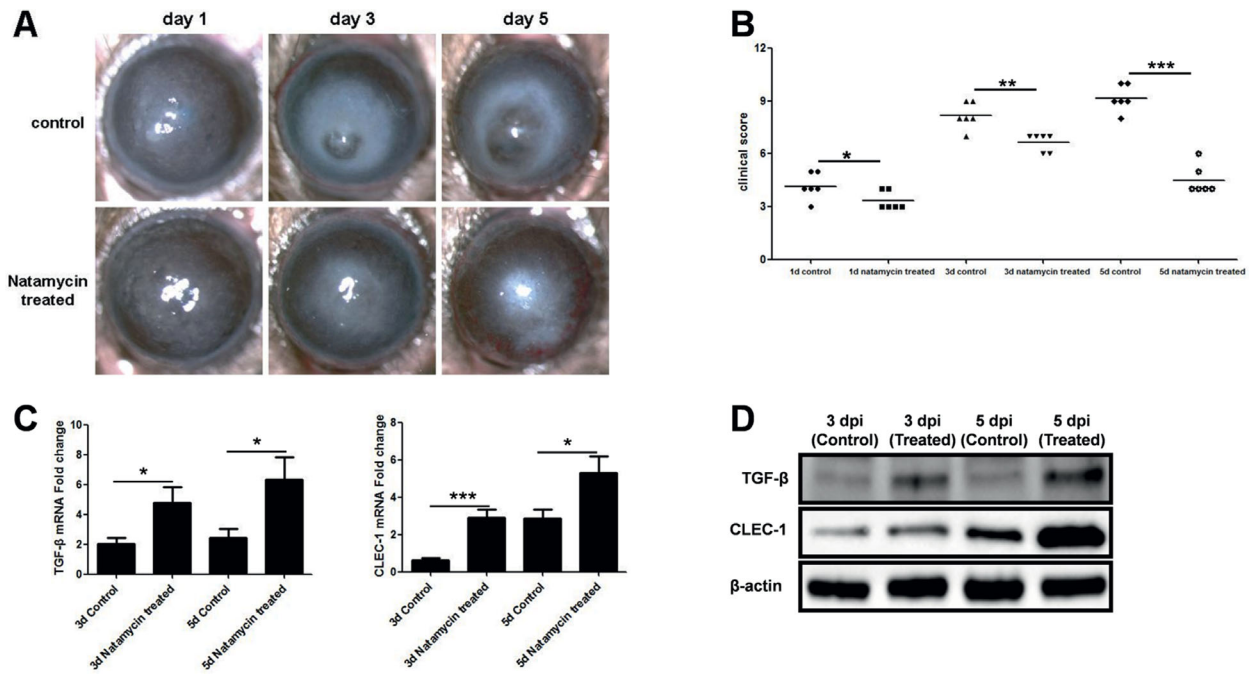 A
day 1
day 3
day 5
control
Natamycin
treated
B
clinical score
12
9
6
3
0
*
**
***
1d control
1d natamycin treated
3d control
3d natamycin treated
5d control
5d natamycin treated
C
TGF-β mRNA Fold change
10
8
6
4
2
0
*
*
3d Control
3d Natamycin treated
5d Control
5d Natamycin treated
CLEC-1 mRNA Fold change
8
6
4
2
0
***
*
3d Control
3d Natamycin treated
5d Control
5d Natamycin treated
D
3 dpi
(Control)
3 dpi
(Treated)
5 dpi
(Control)
5 dpi
(Treated)
TGF-β
CLEC-1
β-actin